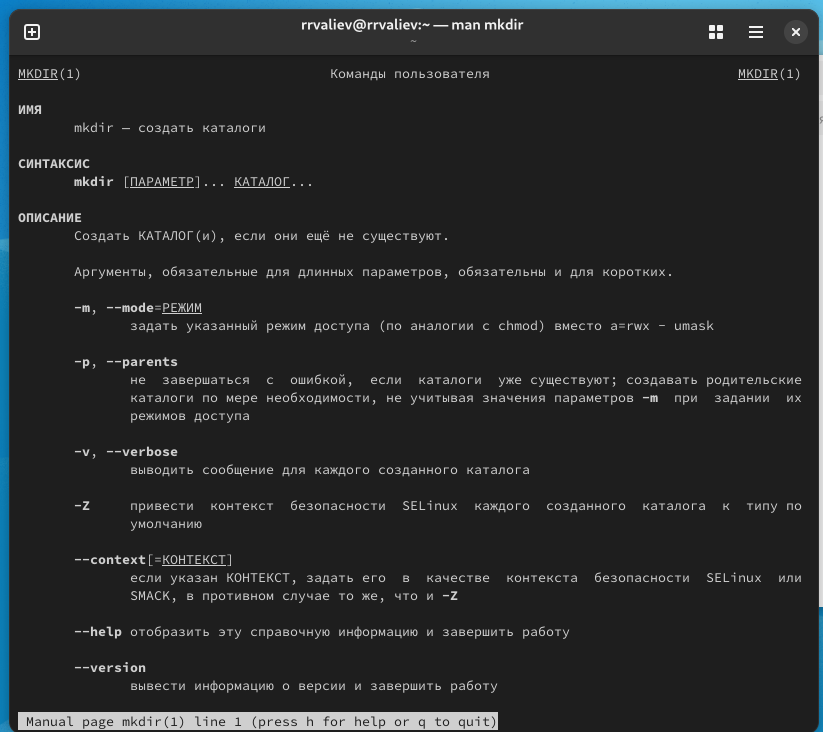 rrvaliev@rrvaliev:~ — man mkdir
~
MKDIR(1) Команды пользователя MKDIR(1)
ИМЯ
mkdir — создать каталоги
СИНТАКСИС
mkdir [ПАРАМЕТР]... КАТАЛОГ...
ОПИСАНИЕ
Создать КАТАЛОГ(и), если они ещё не существуют.
Аргументы, обязательные для длинных параметров, обязательны и для коротких.
-m, --mode=РЕЖИМ
задать указанный режим доступа (по аналогии с chmod) вместо a=rwx - umask
-p, --parents
не завершаться с ошибкой, если каталоги уже существуют; создавать родительские
каталоги по мере необходимости, не учитывая значения параметров -m при задании их
режимов доступа
-v, --verbose
выводить сообщение для каждого созданного каталога
-Z привести контекст безопасности SELinux каждого созданного каталога к типу по
умолчанию
--context[=КОНТЕКСТ]
если указан КОНТЕКСТ, задать его в качестве контекста безопасности SELinux или
SMACK, в противном случае то же, что и -Z
--help отобразить эту справочную информацию и завершить работу
--version
вывести информацию о версии и завершить работу
Manual page mkdir(1) line 1 (press h for help or q to quit)